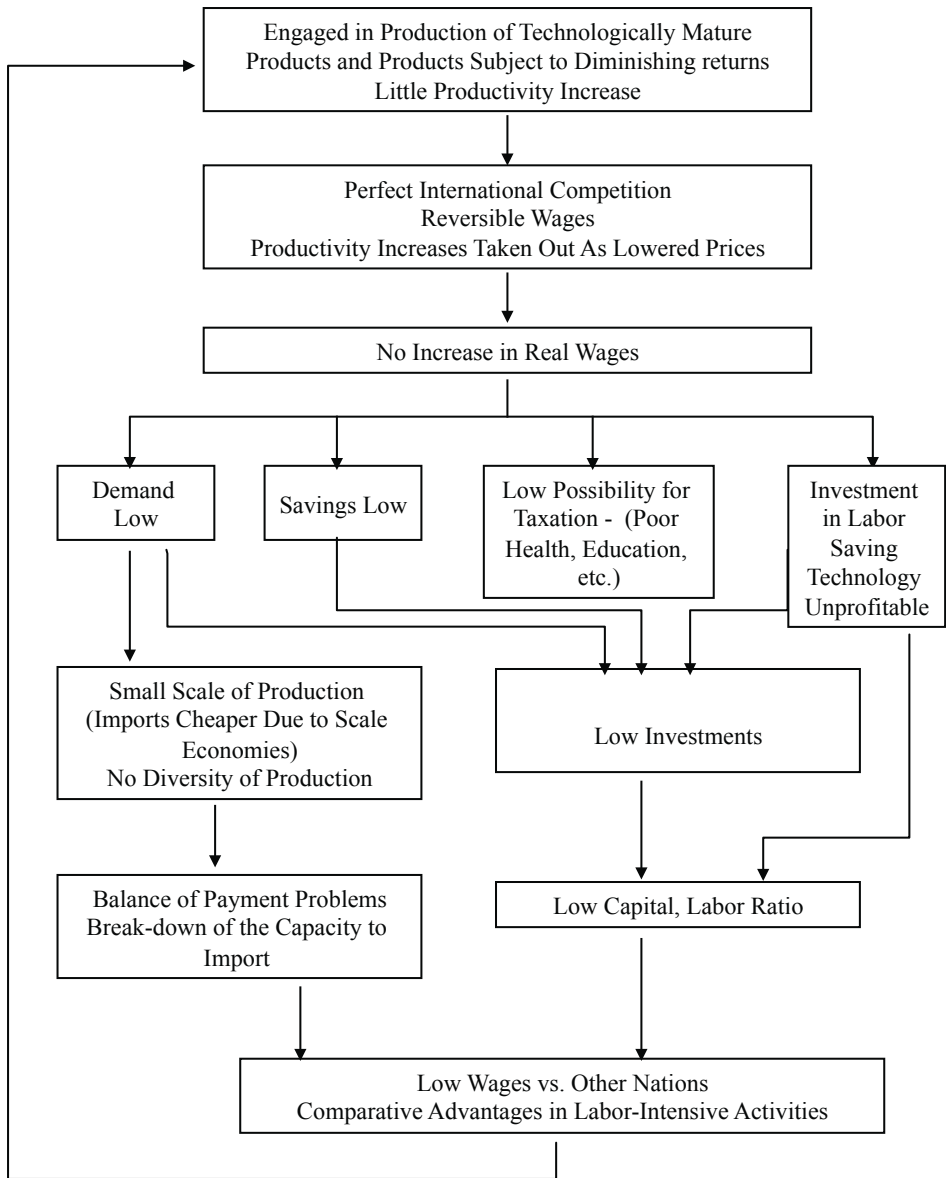 Engaged in Production of Technologically Mature
Products and Products Subject to Diminishing returns
Little Productivity Increase
Perfect International Competition
Reversible Wages
Productivity Increases Taken Out As Lowered Prices
No Increase in Real Wages
Demand
Low
Savings Low
Low Possibility for
Taxation - (Poor
Health, Education,
etc.)
Investment
in Labor
Saving
Technology
Unprofitable
Small Scale of Production
(Imports Cheaper Due to Scale
Economies)
No Diversity of Production
Low Investments
Balance of Payment Problems
Break-down of the Capacity to
Import
Low Capital, Labor Ratio
Low Wages vs. Other Nations
Comparative Advantages in Labor-Intensive Activities